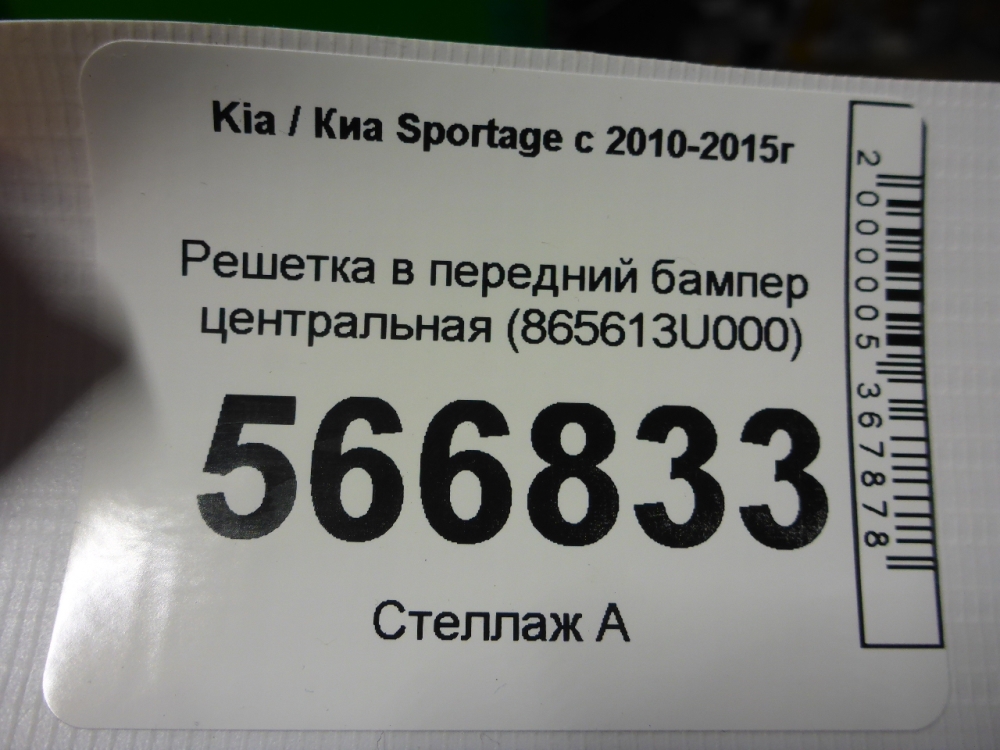 Kia / Киа Sportage с 2010-2015г
Решетка в передний бампер
центральная (865613U000)
566833
Стеллаж А
2000005367878